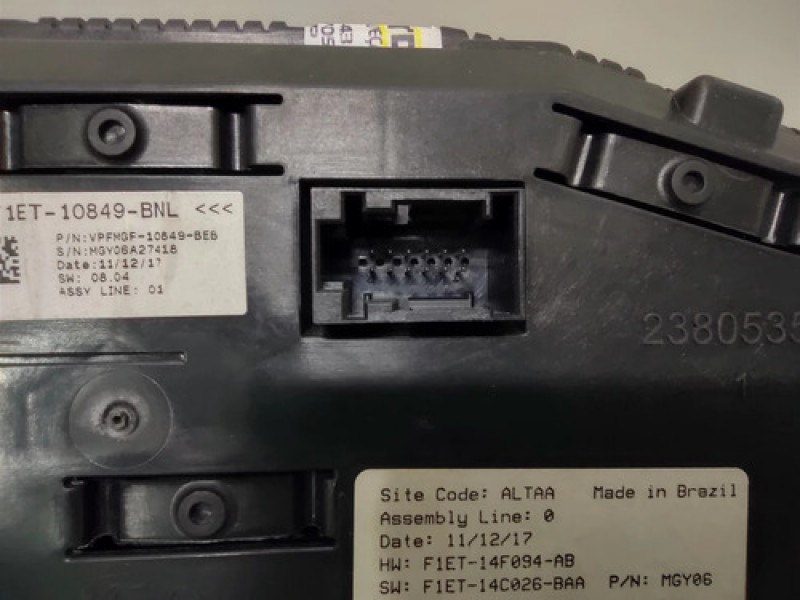 1ET-10849-BNL <<<
P/N:VPFMGF-10849-BEB
S/N:MGY06A27418
Date:11/12/17
SW: 08.04
ASSY LINE: 01
2380535
1
Site Code: ALTAA Made in Brazil
Assembly Line: 0
Date: 11/12/17
HW: F1ET-14F094-AB
SW: F1ET-14C026-BAA P/N: MGY06